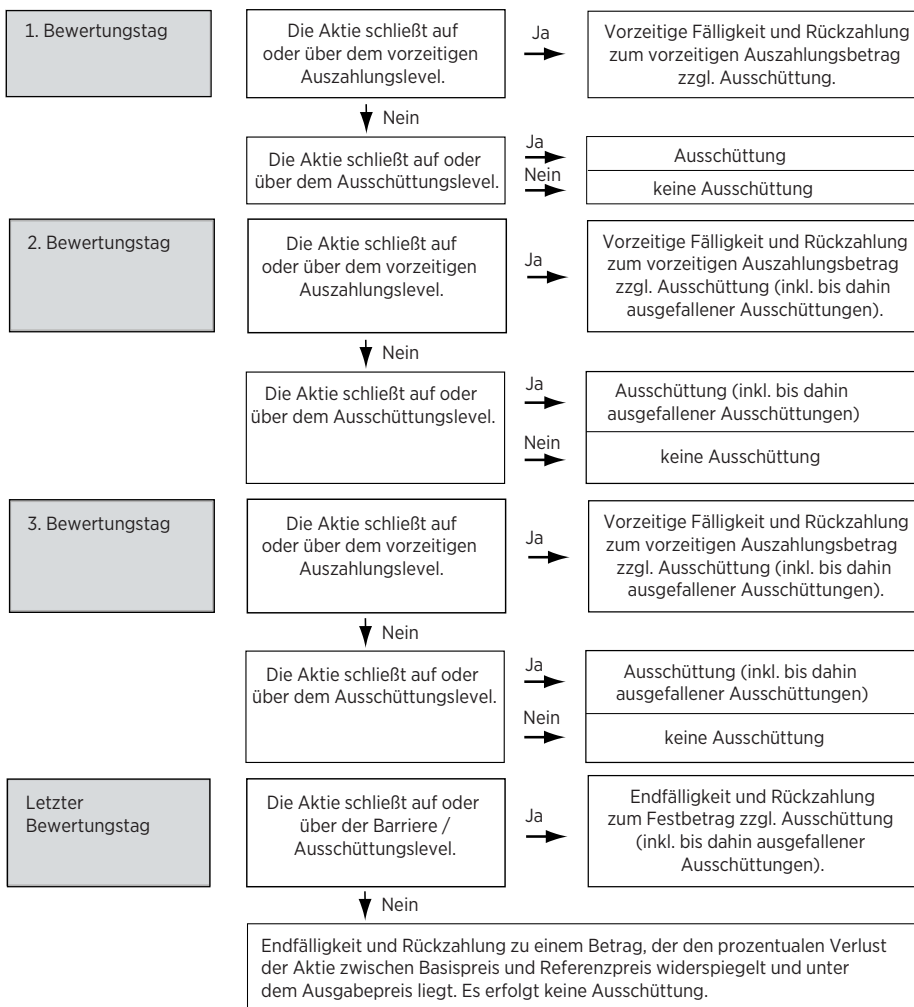 1. Bewertungstag
Die Aktie schließt auf
oder über dem vorzeitigen
Auszahlungslevel.
Ja
Vorzeitige Fälligkeit und Rückzahlung
zum vorzeitigen Auszahlungsbetrag
zzgl. Ausschüttung.
Nein
Die Aktie schließt auf oder
über dem Ausschüttungslevel.
Ja
Ausschüttung
Nein
keine Ausschüttung
2. Bewertungstag
Die Aktie schließt auf
oder über dem vorzeitigen
Auszahlungslevel.
Ja
Vorzeitige Fälligkeit und Rückzahlung
zum vorzeitigen Auszahlungsbetrag
zzgl. Ausschüttung (inkl. bis dahin
ausgefallener Ausschüttungen).
Nein
Die Aktie schließt auf oder
über dem Ausschüttungslevel.
Ja
Ausschüttung (inkl. bis dahin
ausgefallener Ausschüttungen)
Nein
keine Ausschüttung
3. Bewertungstag
Die Aktie schließt auf
oder über dem vorzeitigen
Auszahlungslevel.
Ja
Vorzeitige Fälligkeit und Rückzahlung
zum vorzeitigen Auszahlungsbetrag
zzgl. Ausschüttung (inkl. bis dahin
ausgefallener Ausschüttungen).
Nein
Die Aktie schließt auf oder
über dem Ausschüttungslevel.
Ja
Ausschüttung (inkl. bis dahin
ausgefallener Ausschüttungen)
Nein
keine Ausschüttung
Letzter
Bewertungstag
Die Aktie schließt auf oder
über der Barriere /
Ausschüttungslevel.
Ja
Endfälligkeit und Rückzahlung
zum Festbetrag zzgl. Ausschüttung
(inkl. bis dahin ausgefallener
Ausschüttungen).
Nein
Endfälligkeit und Rückzahlung zu einem Betrag, der den prozentualen Verlust
der Aktie zwischen Basispreis und Referenzpreis widerspiegelt und unter
dem Ausgabepreis liegt. Es erfolgt keine Ausschüttung.